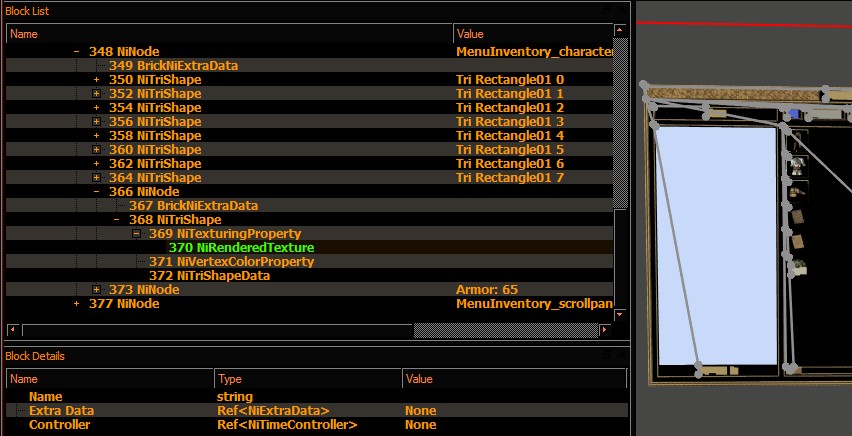 Block List
Name Value
- 348 NiNode MenuInventory_character
349 BrickNiExtraData
+ 350 NiTriShape Tri Rectangle01 0
+ 352 NiTriShape Tri Rectangle01 1
+ 354 NiTriShape Tri Rectangle01 2
+ 356 NiTriShape Tri Rectangle01 3
+ 358 NiTriShape Tri Rectangle01 4
+ 360 NiTriShape Tri Rectangle01 5
+ 362 NiTriShape Tri Rectangle01 6
+ 364 NiTriShape Tri Rectangle01 7
- 366 NiNode
367 BrickNiExtraData
- 368 NiTriShape
- 369 NiTexturingProperty
370 NiRenderedTexture
371 NiVertexColorProperty
372 NiTriShapeData
+ 373 NiNode Armor: 65
+ 377 NiNode MenuInventory_scrollpan
Block Details
Name Type Value
Name string
Extra Data Ref<NiExtraData> None
Controller Ref<NiTimeController> None